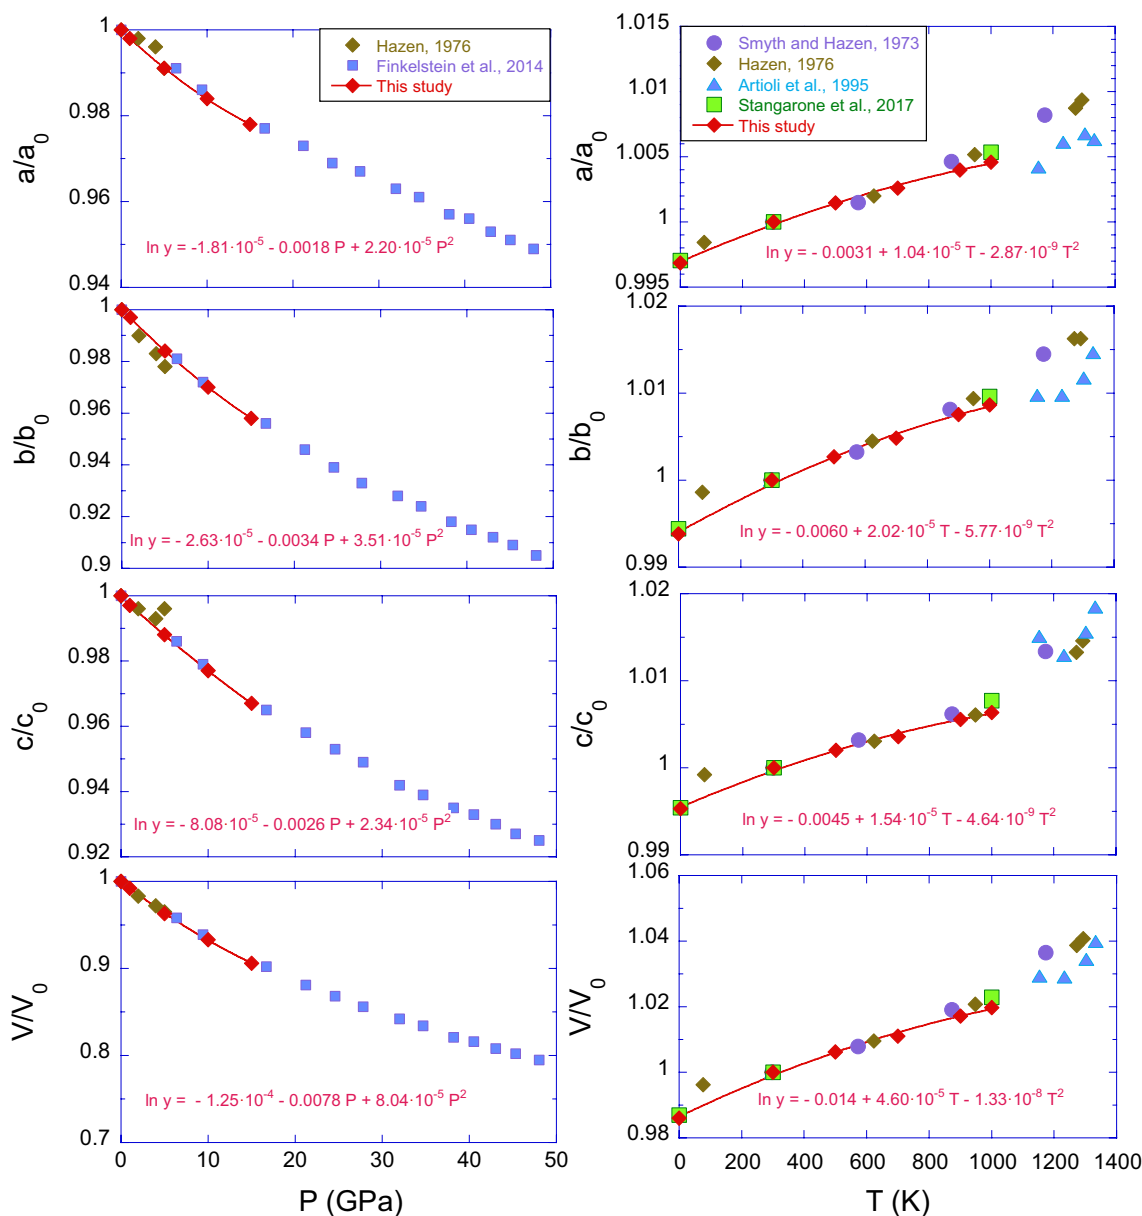 1
0.98
0.96
0.94
a/a0
Hazen, 1976
Finkelstein et al., 2014
This study
ln y = -1.81·10-5 - 0.0018 P + 2.20·10-5 P2
1.015
1.01
1.005
1
0.995
a/a0
Smyth and Hazen, 1973
Hazen, 1976
Artioli et al., 1995
Stangarone et al., 2017
This study
ln y = - 0.0031 + 1.04·10-5 T - 2.87·10-9 T2
1
0.98
0.96
0.94
0.92
0.9
b/b0
ln y = - 2.63·10-5 - 0.0034 P + 3.51·10-5 P2
1.02
1.01
1
0.99
b/b0
ln y = - 0.0060 + 2.02·10-5 T - 5.77·10-9 T2
1
0.98
0.96
0.94
0.92
c/c0
ln y = - 8.08·10-5 - 0.0026 P + 2.34·10-5 P2
1.02
1.01
1
0.99
c/c0
ln y = - 0.0045 + 1.54·10-5 T - 4.64·10-9 T2
1
0.9
0.8
0.7
V/V0
ln y = - 1.25·10-4 - 0.0078 P + 8.04·10-5 P2
0 10 20 30 40 50
P (GPa)
1.06
1.04
1.02
1
0.98
V/V0
ln y = - 0.014 + 4.60·10-5 T - 1.33·10-8 T2
0 200 400 600 800 1000 1200 1400
T (K)